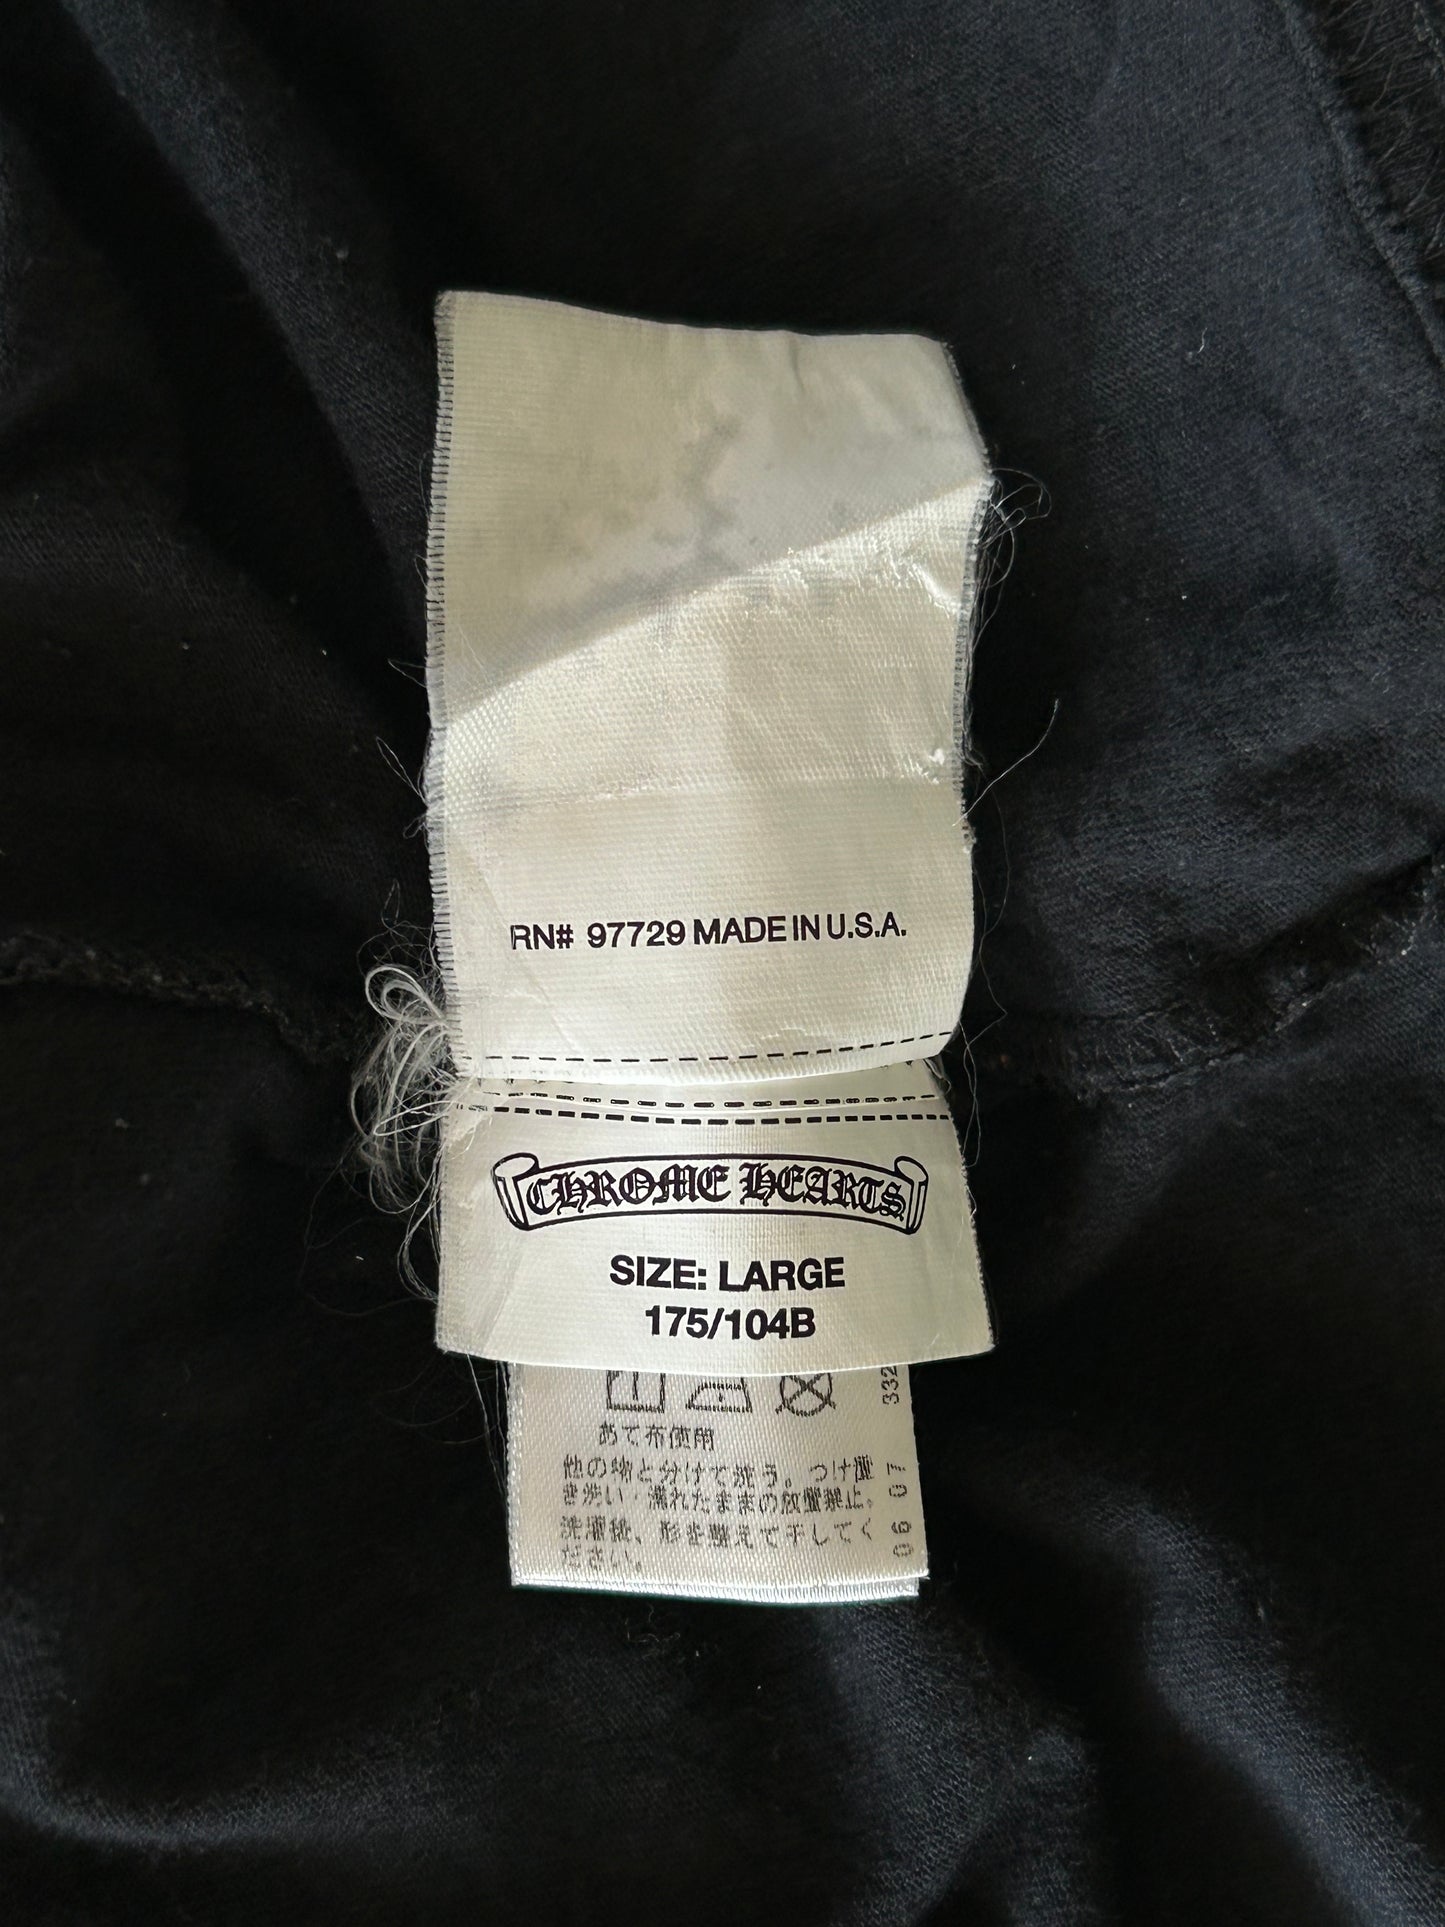 RN# 97729 MADE IN U.S.A.
CHROME HEARTS
SIZE: LARGE
175/104B
332
あて布使用
他の物と分けて洗う。つけ置
き洗い・濡れたままの放置禁止。
洗濯後、形を整えて干してく
ださい。
06 07